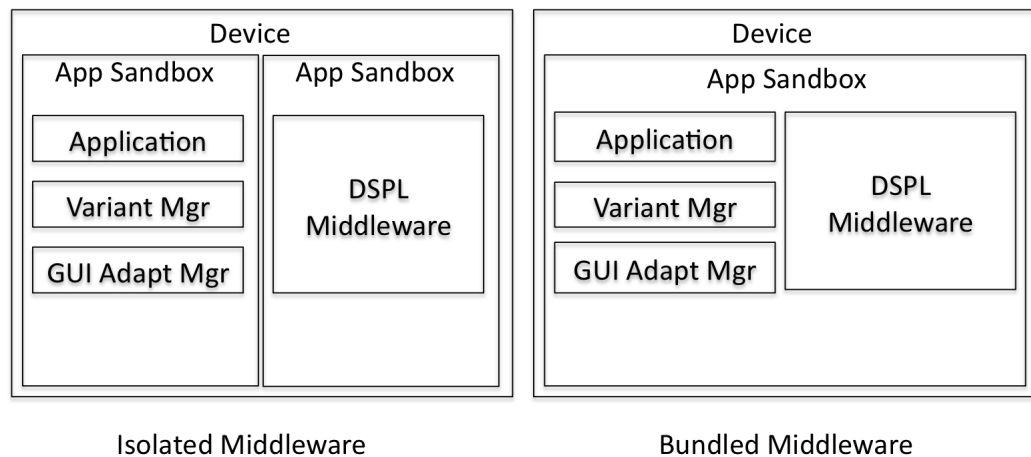 Device
App Sandbox
Application
Variant Mgr
GUI Adapt Mgr
App Sandbox
DSPL
Middleware
Isolated Middleware
Device
App Sandbox
Application
Variant Mgr
GUI Adapt Mgr
DSPL
Middleware
Bundled Middleware